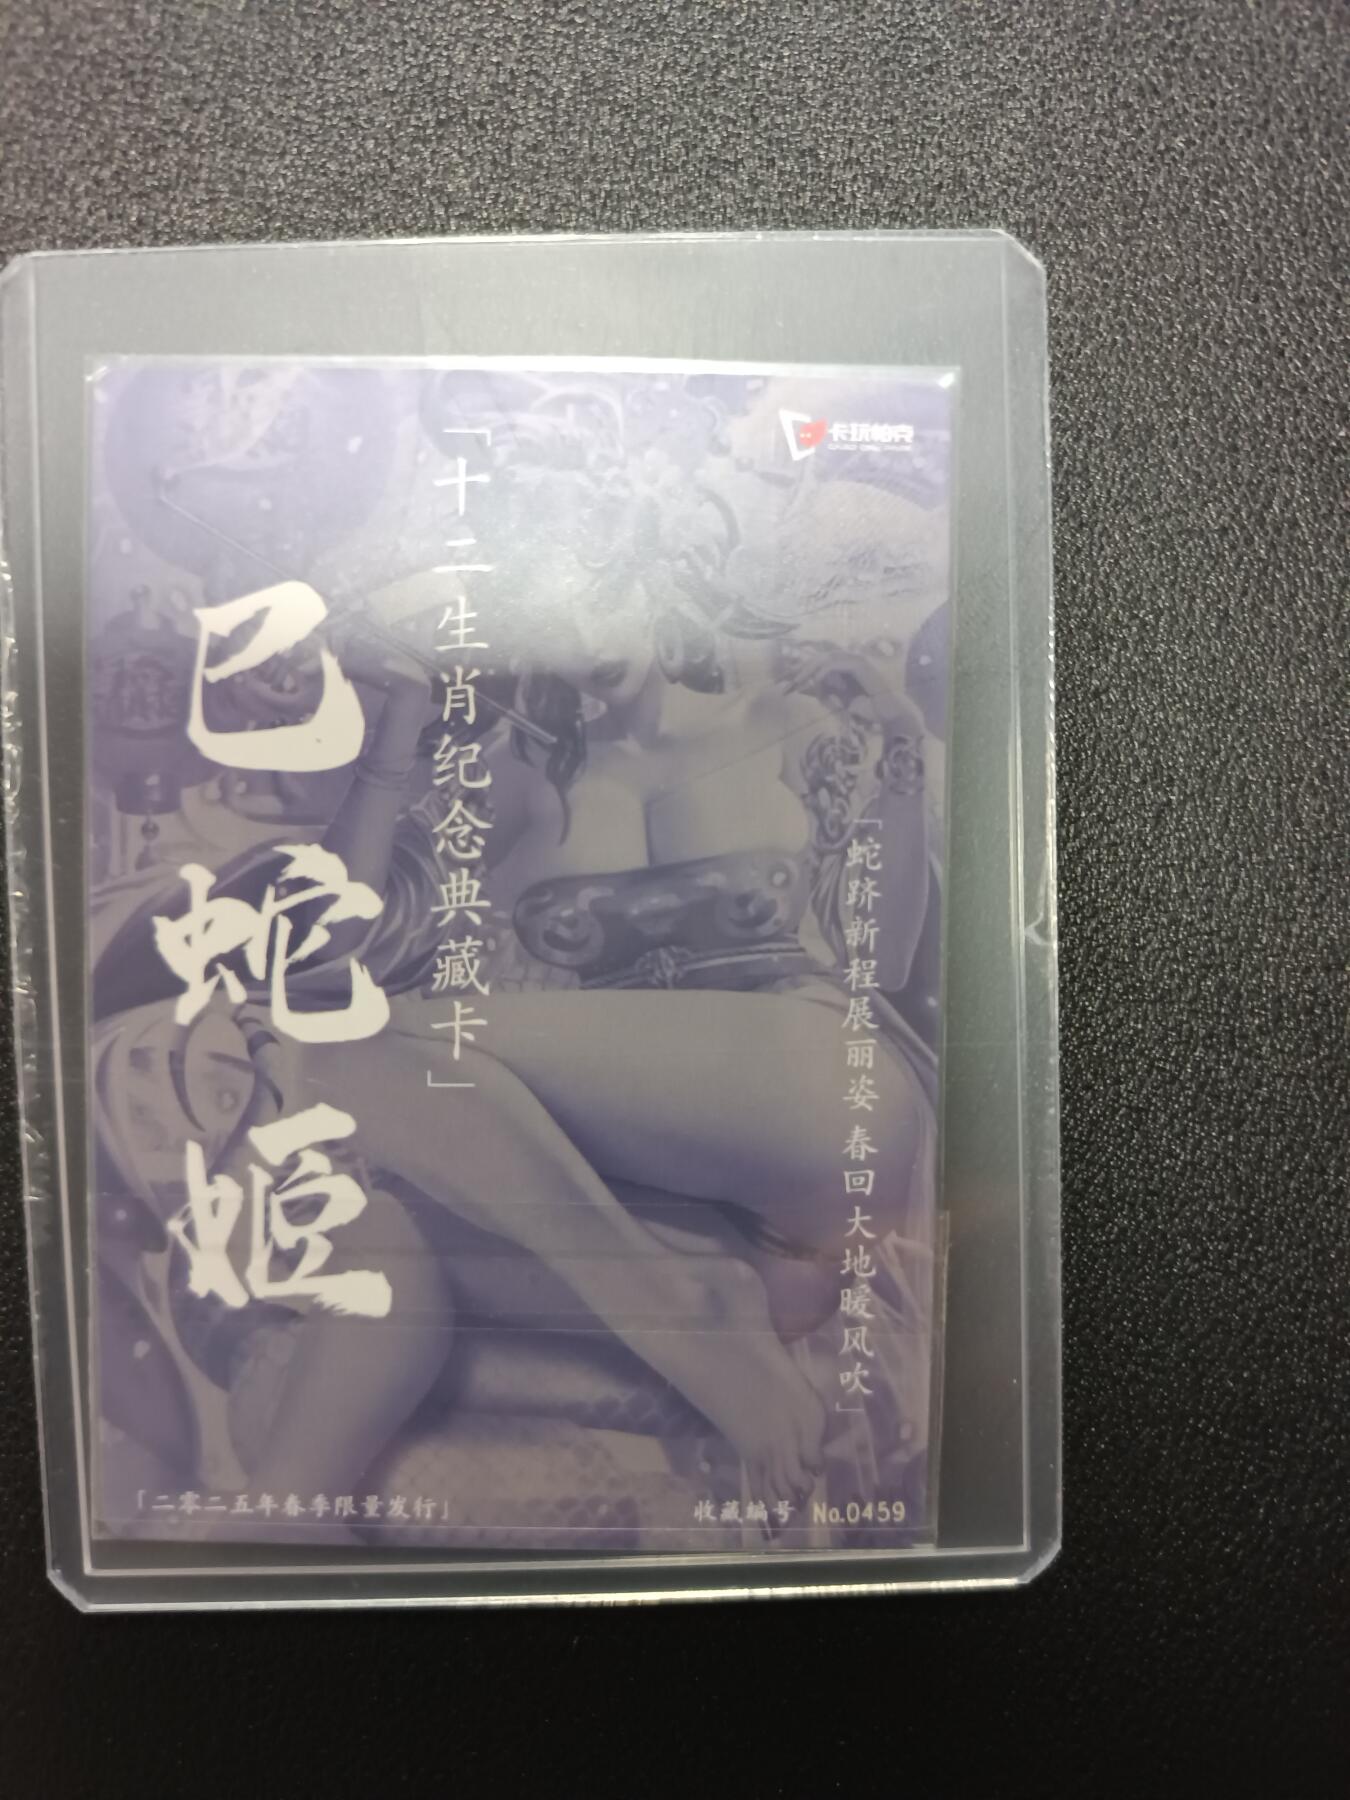 卡玩帕克
「十二生肖纪念典藏卡」
巳蛇姬
「蛇跻新程展丽姿 春回大地暖风吹」
「二零二五年春季限量发行」
收藏编号 No.0459